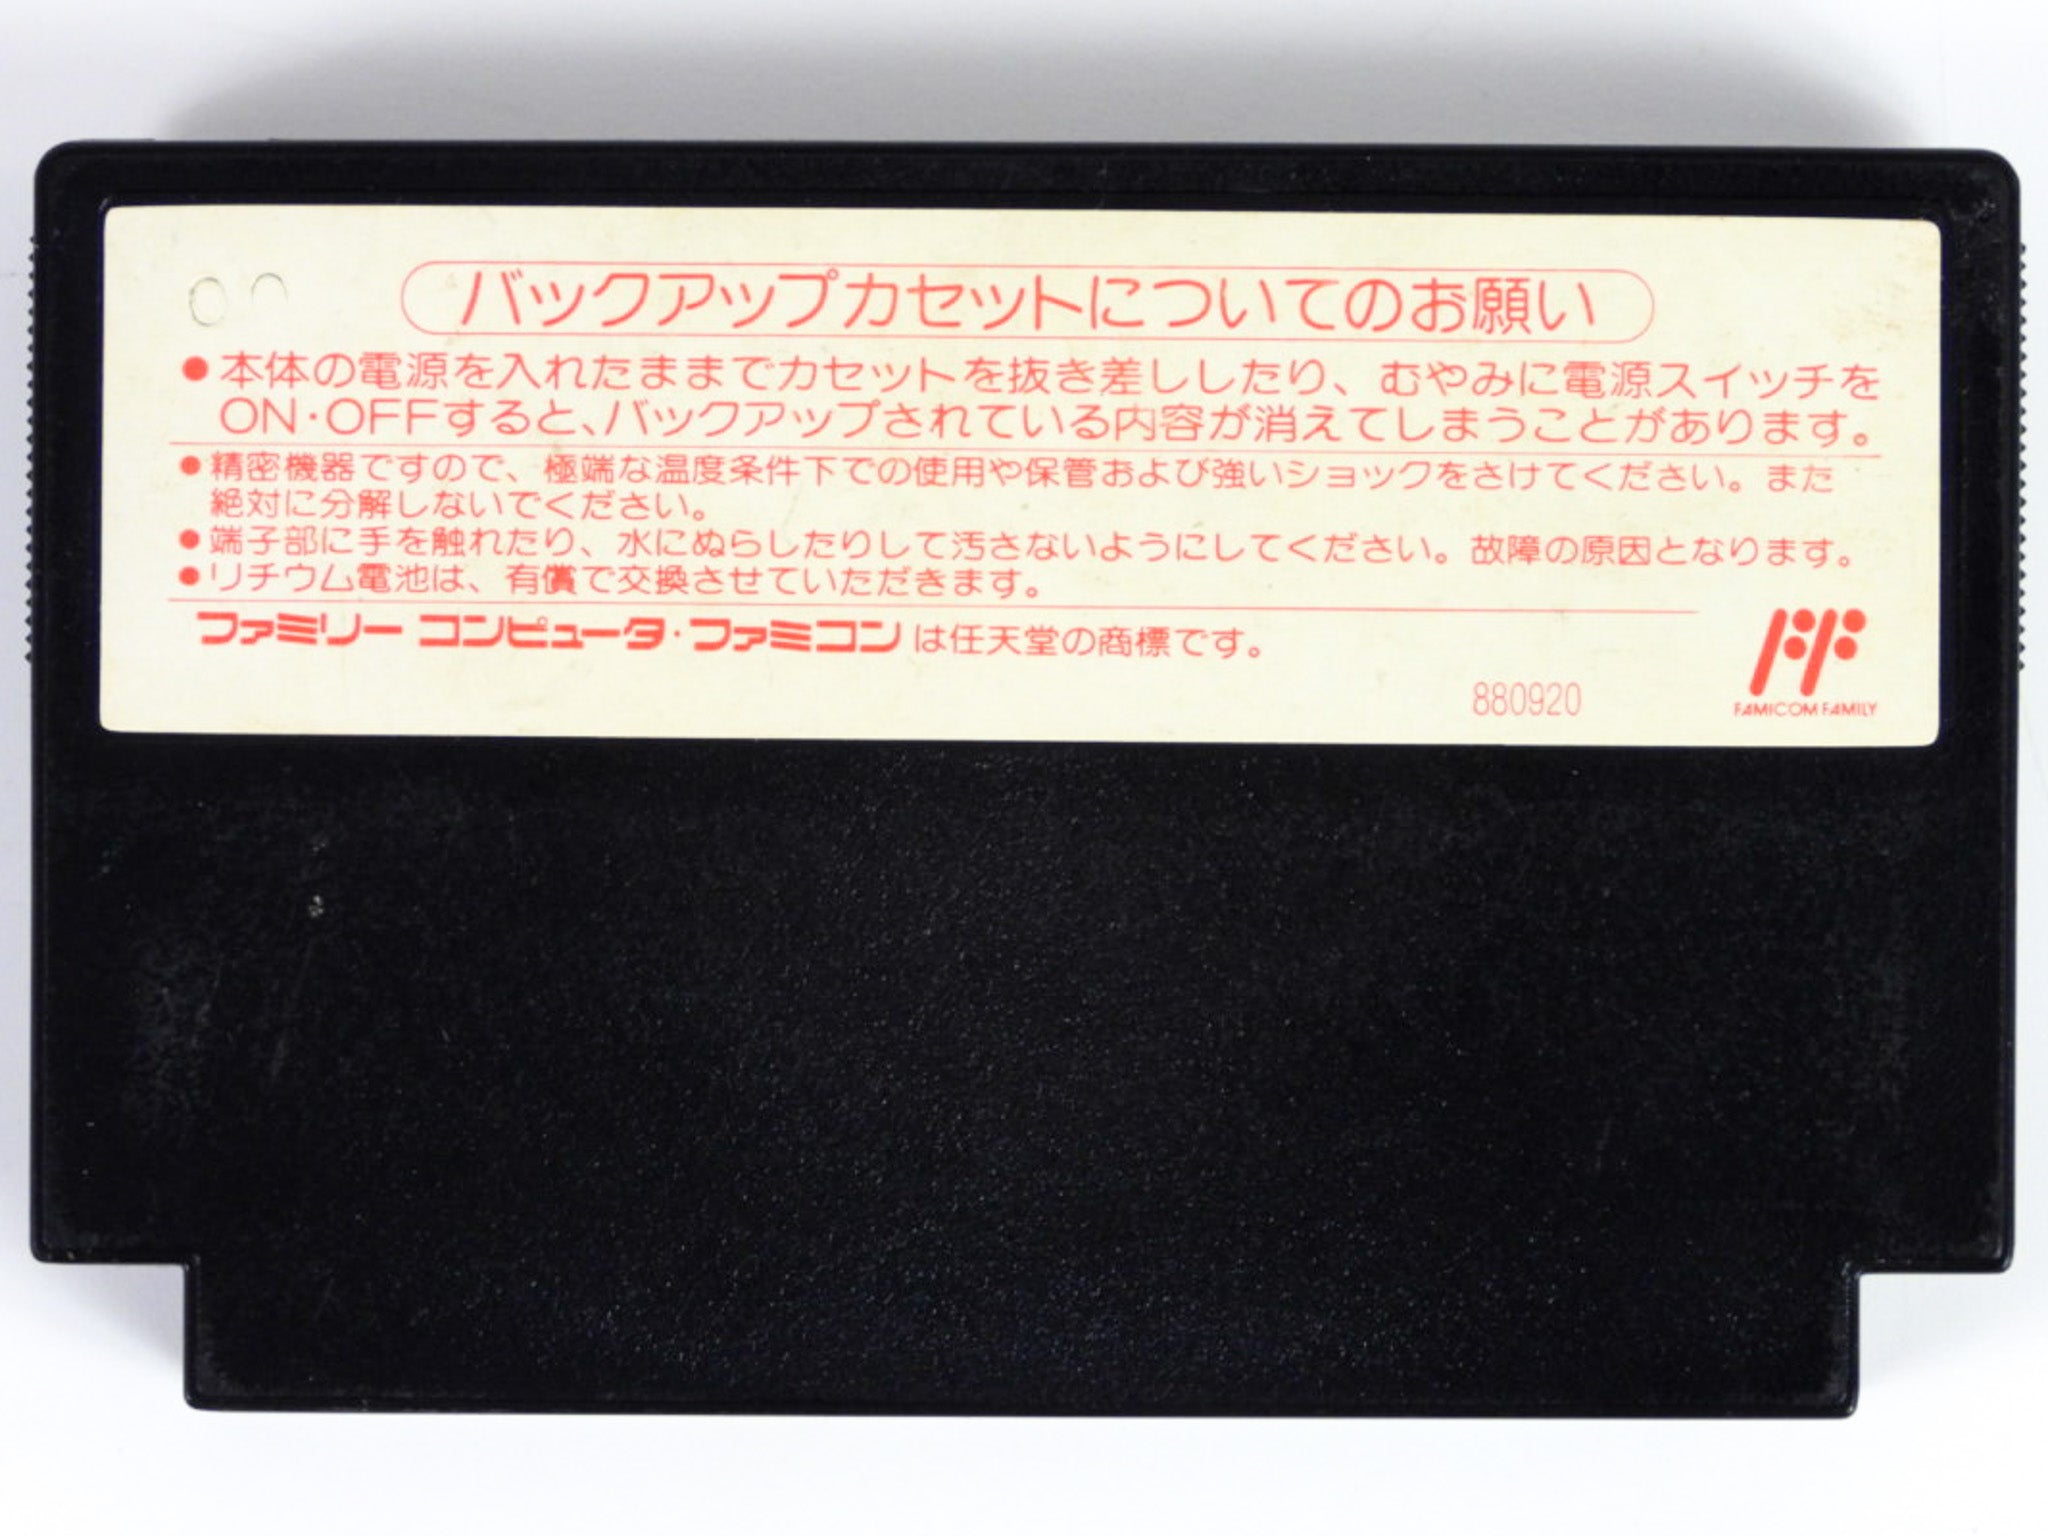 バックアップカセットについてのお願い
●本体の電源を入れたままでカセットを抜き差ししたり、むやみに電源スイッチを
ON・OFFすると、バックアップされている内容が消えてしまうことがあります。
●精密機器ですので、極端な温度条件下での使用や保管および強いショックをさけてください。また
絶対に分解しないでください。
●端子部に手を触れたり、水にぬらしたりして汚さないようにしてください。故障の原因となります。
●リチウム電池は、有償で交換させていただきます。
ファミリー コンピュータ・ファミコンは任天堂の商標です。
880920
FAMICOM FAMILY